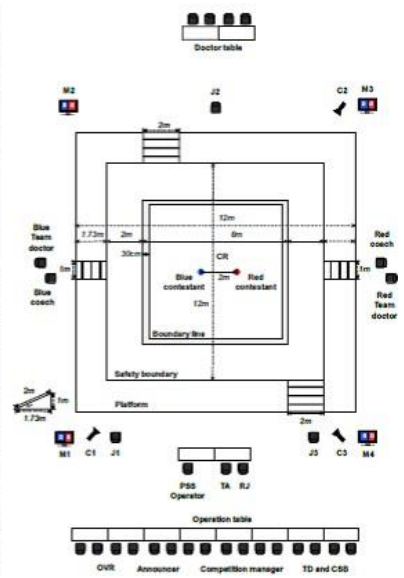 Doctor table
M2
J2
C2
M3
2m
12m
1.73m
2m
8m
Blue
Team
doctor
Red
coach
30cm
CR
Blue
contestant
2m
Red
contestant
1m
Blue
coach
Red
Team
doctor
12m
Boundary line
Safety boundary
2m
1m
1.73m
Platform
2m
M1
C1
J1
J3
C3
M4
PSS
Operator
TA
RJ
Operation table
OVR
Announcer
Competition manager
TD and CSB